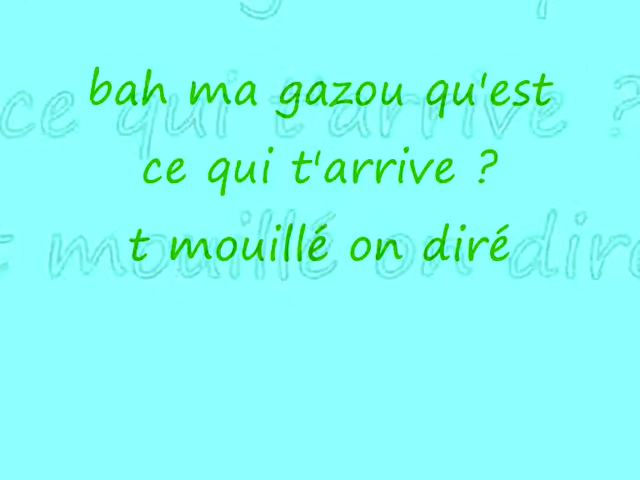 bah ma gazou qu'est
ce qui t'arrive ?
t mouillé on diré